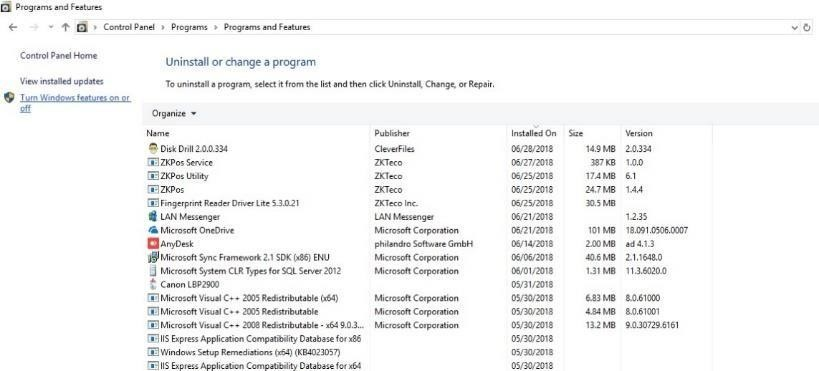 Programs and Features
Control Panel > Programs > Programs and Features
Control Panel Home
View installed updates
Turn Windows features on or
off
Uninstall or change a program
To uninstall a program, select it from the list and then click Uninstall, Change, or Repair.
Organize
Name Publisher Installed On Size Version
Disk Drill 2.0.0.334 CleverFiles 06/28/2018 14.9 MB 2.0.334
ZKPos Service ZKTeco 06/27/2018 387 KB 1.0.0
ZKPos Utility ZKTeco 06/25/2018 17.4 MB 6.1
ZKPos ZKTeco 06/25/2018 24.7 MB 1.4.4
Fingerprint Reader Driver Lite 5.3.0.21 ZKTeco Inc. 06/25/2018 30.5 MB
LAN Messenger LAN Messenger 06/21/2018 1.2.35
Microsoft OneDrive Microsoft Corporation 06/21/2018 101 MB 18.091.0506.0007
AnyDesk philandro Software GmbH 06/14/2018 2.00 MB ad 4.1.3
Microsoft Sync Framework 2.1 SDK (x86) ENU Microsoft Corporation 06/06/2018 40.6 MB 2.1.1648.0
Microsoft System CLR Types for SQL Server 2012 Microsoft Corporation 06/01/2018 1.31 MB 11.3.6020.0
Canon LBP2900 05/31/2018
Microsoft Visual C++ 2005 Redistributable (x64) Microsoft Corporation 05/30/2018 6.83 MB 8.0.61000
Microsoft Visual C++ 2005 Redistributable Microsoft Corporation 05/30/2018 4.84 MB 8.0.61001
Microsoft Visual C++ 2008 Redistributable - x64 9.0.3... Microsoft Corporation 05/30/2018 13.2 MB 9.0.30729.6161
IIS Express Application Compatibility Database for x86 05/30/2018
Windows Setup Remediations (x64) (KB4023057) 05/30/2018
IIS Express Application Compatibility Database for x64 05/30/2018